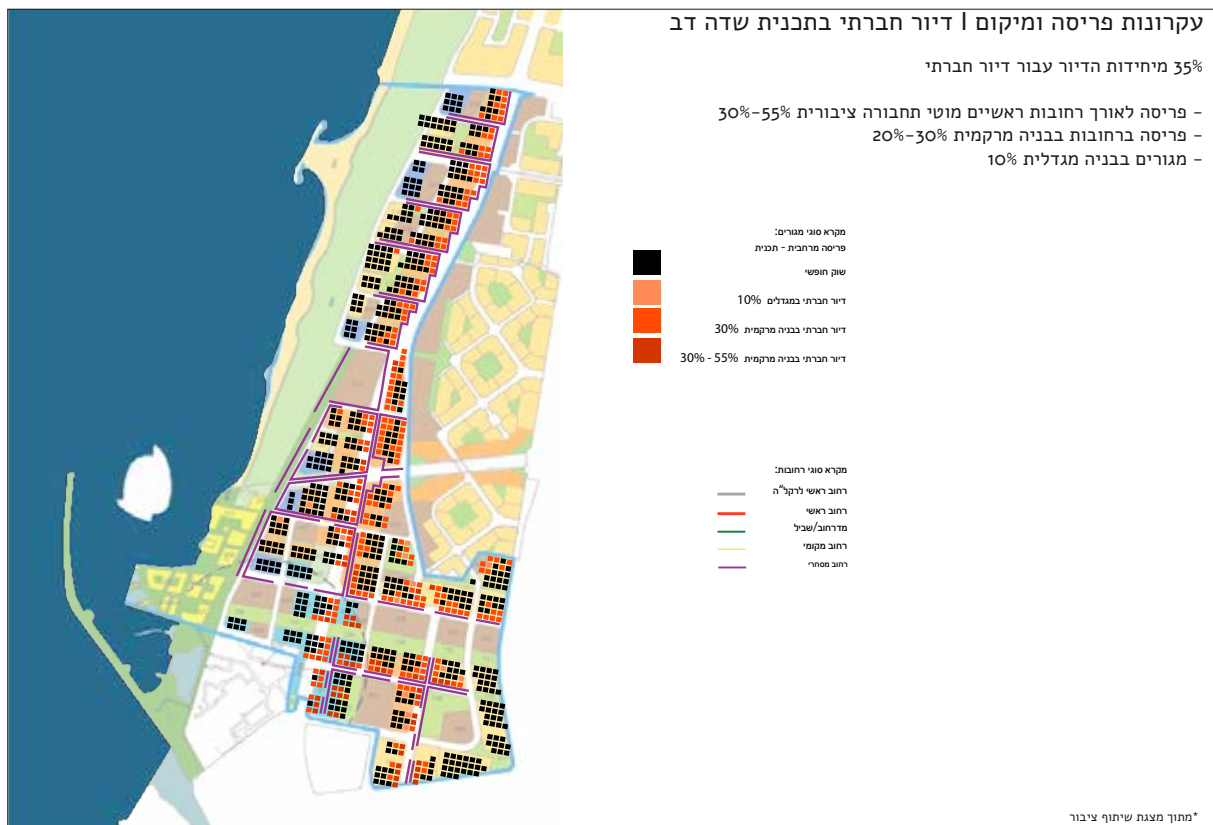 עקרונות פריסה ומיקום | דיור חברתי בתכנית שדה דב
35% מיחידות הדיור עבור דיור חברתי
- פריסה לאורך רחובות ראשיים מוטי תחבורה ציבורית 30%-55%
- פריסה ברחובות בבניה מרקמית 20%-30%
- מגורים בבניה מגדלית 10%
מקרא סוגי מגורים:
פריסה מרחבית - תכנית
שוק חופשי
דיור חברתי במגדלים 10%
דיור חברתי בבניה מרקמית 30%
דיור חברתי בבניה מרקמית 30% - 55%
מקרא סוגי רחובות:
רחוב ראשי לרקל"ה
רחוב ראשי
מדרחוב/שביל
רחוב מקומי
רחוב מסחרי
*מתוך מצגת שיתוף ציבור